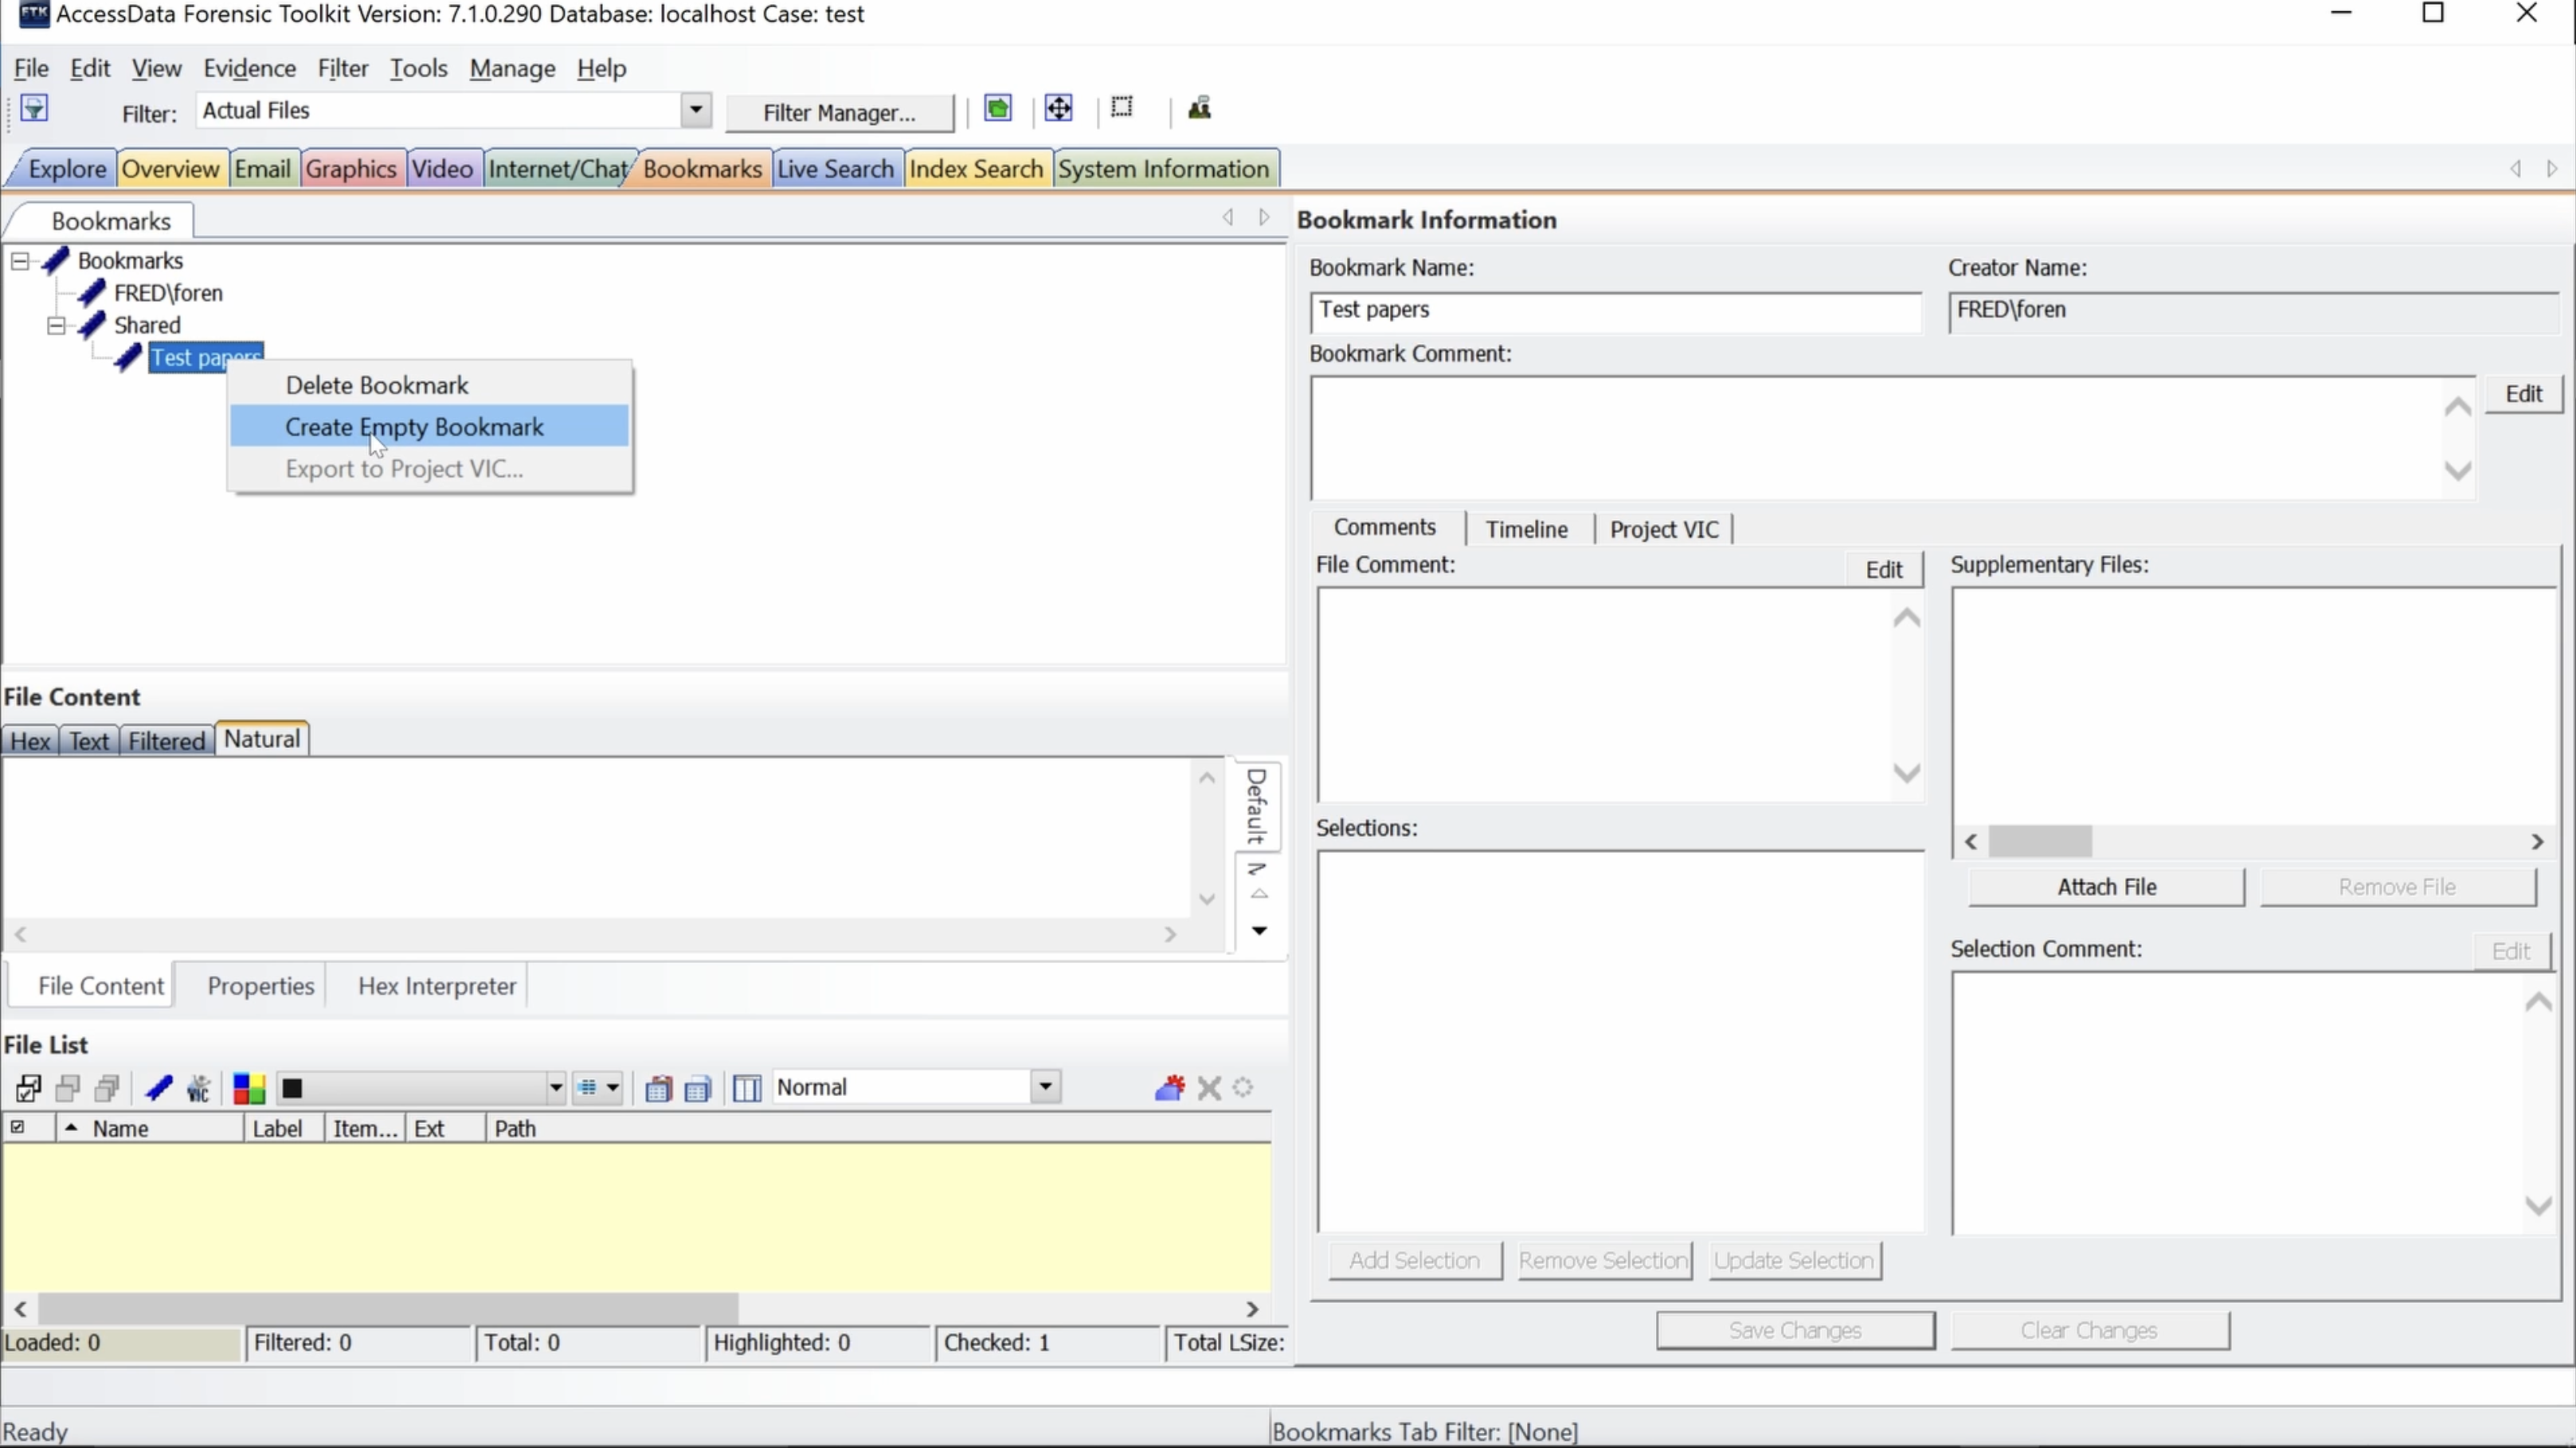 FTK AccessData Forensic Toolkit Version: 7.1.0.290 Database: localhost Case: test
File Edit View Evidence Filter Tools Manage Help
Filter: Actual Files Filter Manager...
Explore Overview Email Graphics Video Internet/Chat Bookmarks Live Search Index Search System Information
Bookmarks
Bookmarks
FRED\foren
Shared
Test papers
Delete Bookmark
Create Empty Bookmark
Export to Project VIC...
Bookmark Information
Bookmark Name: Creator Name:
Test papers FRED\foren
Bookmark Comment:
Edit
Comments Timeline Project VIC
File Comment: Edit Supplementary Files:
Selections:
Attach File Remove File
Selection Comment: Edit
Add Selection Remove Selection Update Selection
Save Changes Clear Changes
File Content
Hex Text Filtered Natural
Default
File Content Properties Hex Interpreter
File List
VIC Normal
Name Label Item... Ext Path
Loaded: 0 Filtered: 0 Total: 0 Highlighted: 0 Checked: 1 Total LSize:
Ready Bookmarks Tab Filter: [None]